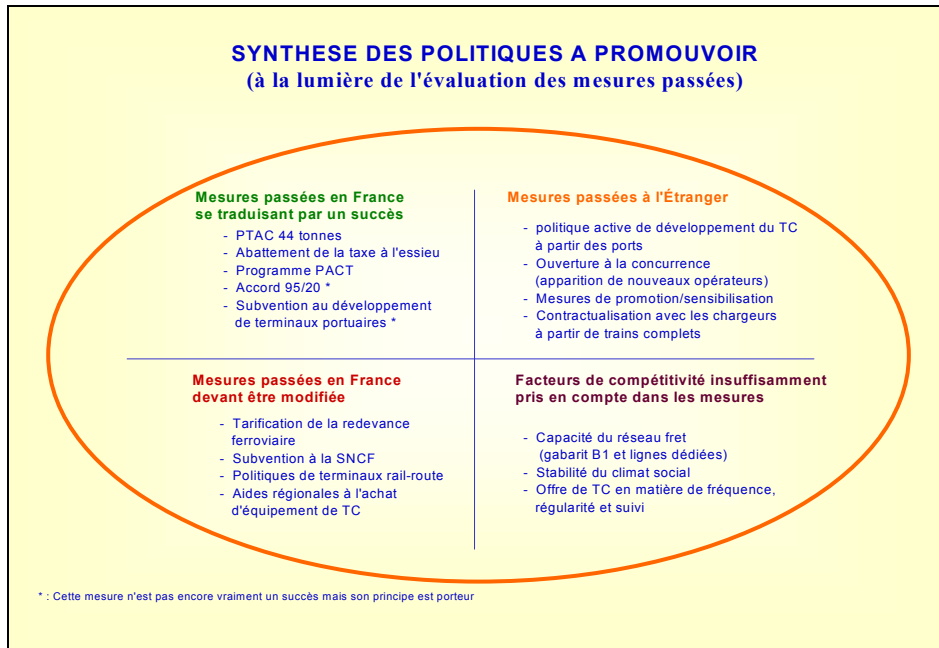 SYNTHESE DES POLITIQUES A PROMOUVOIR
(à la lumière de l'évaluation des mesures passées)
Mesures passées en France
se traduisant par un succès
- PTAC 44 tonnes
- Abattement de la taxe à l'essieu
- Programme PACT
- Accord 95/20 *
- Subvention au développement
de terminaux portuaires *
Mesures passées à l'Étranger
- politique active de développement du TC
à partir des ports
- Ouverture à la concurrence
(apparition de nouveaux opérateurs)
- Mesures de promotion/sensibilisation
- Contractualisation avec les chargeurs
à partir de trains complets
Mesures passées en France
devant être modifiée
- Tarification de la redevance
ferroviaire
- Subvention à la SNCF
- Politiques de terminaux rail-route
- Aides régionales à l'achat
d'équipement de TC
Facteurs de compétitivité insuffisamment
pris en compte dans les mesures
- Capacité du réseau fret
(gabarit B1 et lignes dédiées)
- Stabilité du climat social
- Offre de TC en matière de fréquence,
régularité et suivi
* : Cette mesure n'est pas encore vraiment un succès mais son principe est porteur